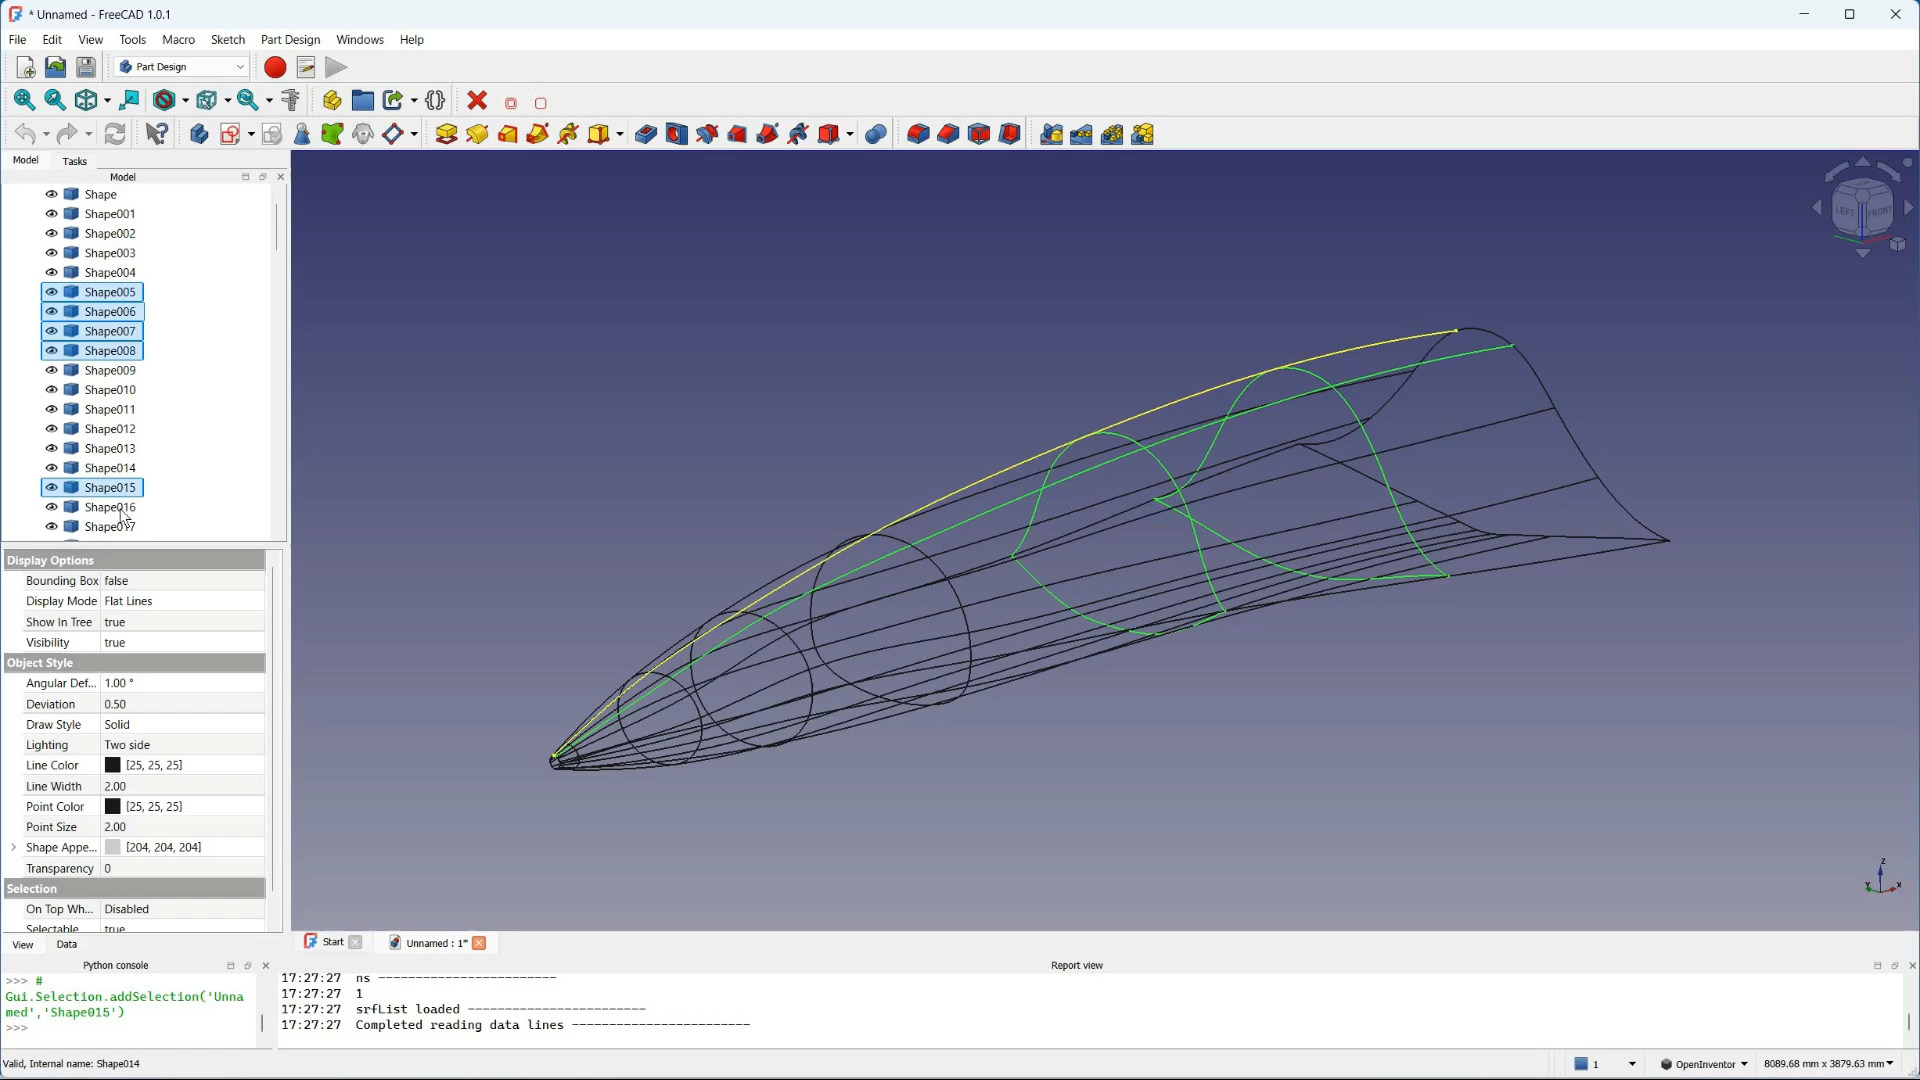 * Unnamed - FreeCAD 1.0.1
File Edit View Tools Macro Sketch Part Design Windows Help
Part Design
Model Tasks
Model
Shape
Shape001
Shape002
Shape003
Shape004
Shape005
Shape006
Shape007
Shape008
Shape009
Shape010
Shape011
Shape012
Shape013
Shape014
Shape015
Shape016
Shape017
LEFT FRONT
Display Options
Bounding Box false
Display Mode Flat Lines
Show In Tree true
Visibility true
Object Style
Angular Def... 1.00 °
Deviation 0.50
Draw Style Solid
Lighting Two side
Line Color [25, 25, 25]
Line Width 2.00
Point Color [25, 25, 25]
Point Size 2.00
Shape Appe... [204, 204, 204]
Transparency 0
Selection
On Top Wh... Disabled
Selectable true
Z
Y X
View Data
Start Unnamed : 1*
Python console
>>> #
Gui.Selection.addSelection('Unna
med','Shape015')
>>>
Report view
17:27:27 ns -----------------------
17:27:27 1
17:27:27 srfList loaded -----------------------
17:27:27 Completed reading data lines -----------------------
Valid, Internal name: Shape014
1 OpenInventor 8089.68 mm x 3879.63 mm